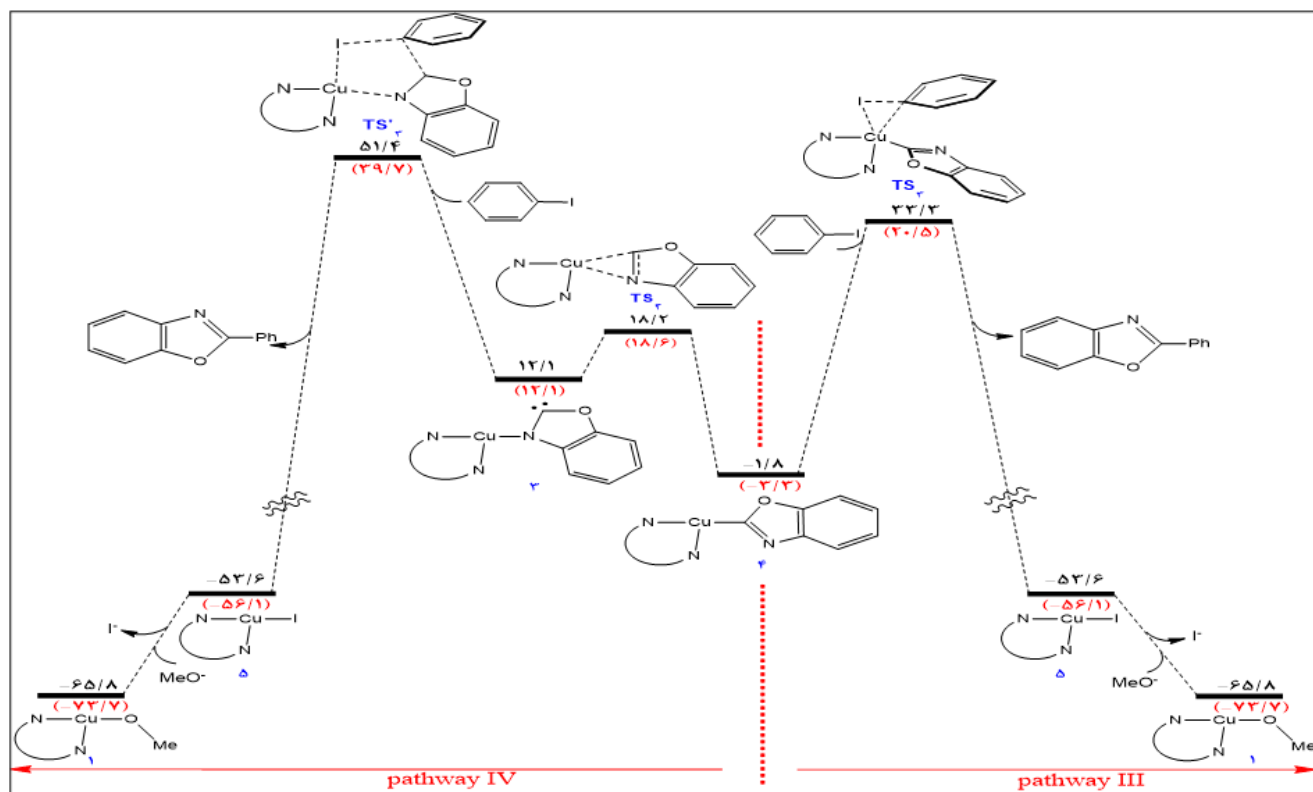 I
O
Cu
N
N
N
TS'۳
۵۱/۴
(۳۹/۷)
I
I
Cu
N
N
N
O
TS۳
۳۳/۳
(۲۰/۵)
I
O
N
Cu
N
N
TS۲
۱۸/۲
(۱۸/۶)
N
Ph
O
N
Ph
O
۱۲/۱
(۱۲/۱)
O
N
Cu
N
N
۳
–۱/۸
(–۳/۳)
O
N
Cu
N
N
۴
–۵۳/۶
(–۵۶/۱)
N
Cu
I
N
۵
I-
MeO-
–۶۵/۸
(–۷۳/۷)
N
Cu
O
N
Me
۱
–۵۳/۶
(–۵۶/۱)
N
Cu
I
N
۵
I-
MeO-
–۶۵/۸
(–۷۳/۷)
N
Cu
O
N
Me
۱
pathway IV
pathway III